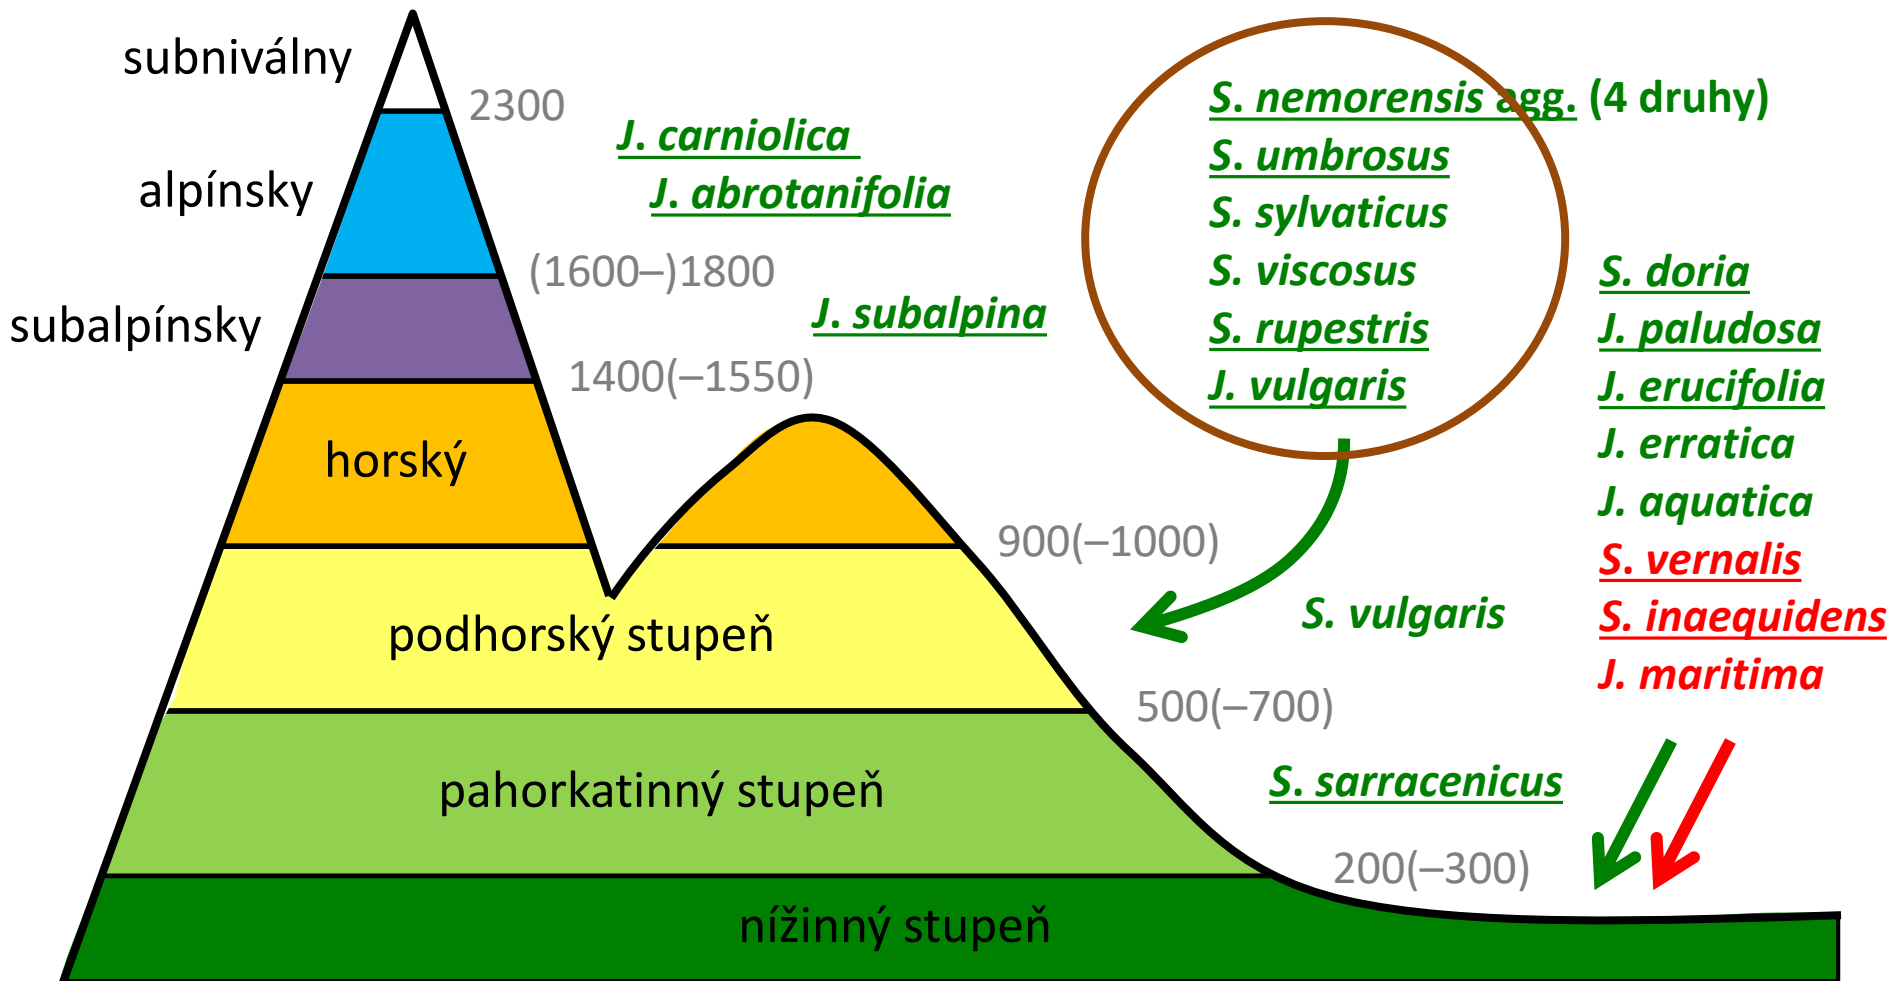 subniválny
2300
alpínsky
(1600–)1800
subalpínsky
1400(–1550)
horský
900(–1000)
podhorský stupeň
500(–700)
pahorkatinný stupeň
200(–300)
nížinný stupeň
J. carniolica
J. abrotanifolia
J. subalpina
S. nemorensis agg. (4 druhy)
S. umbrosus
S. sylvaticus
S. viscosus
S. rupestris
J. vulgaris
S. vulgaris
S. sarracenicus
S. doria
J. paludosa
J. erucifolia
J. erratica
J. aquatica
S. vernalis
S. inaequidens
J. maritima